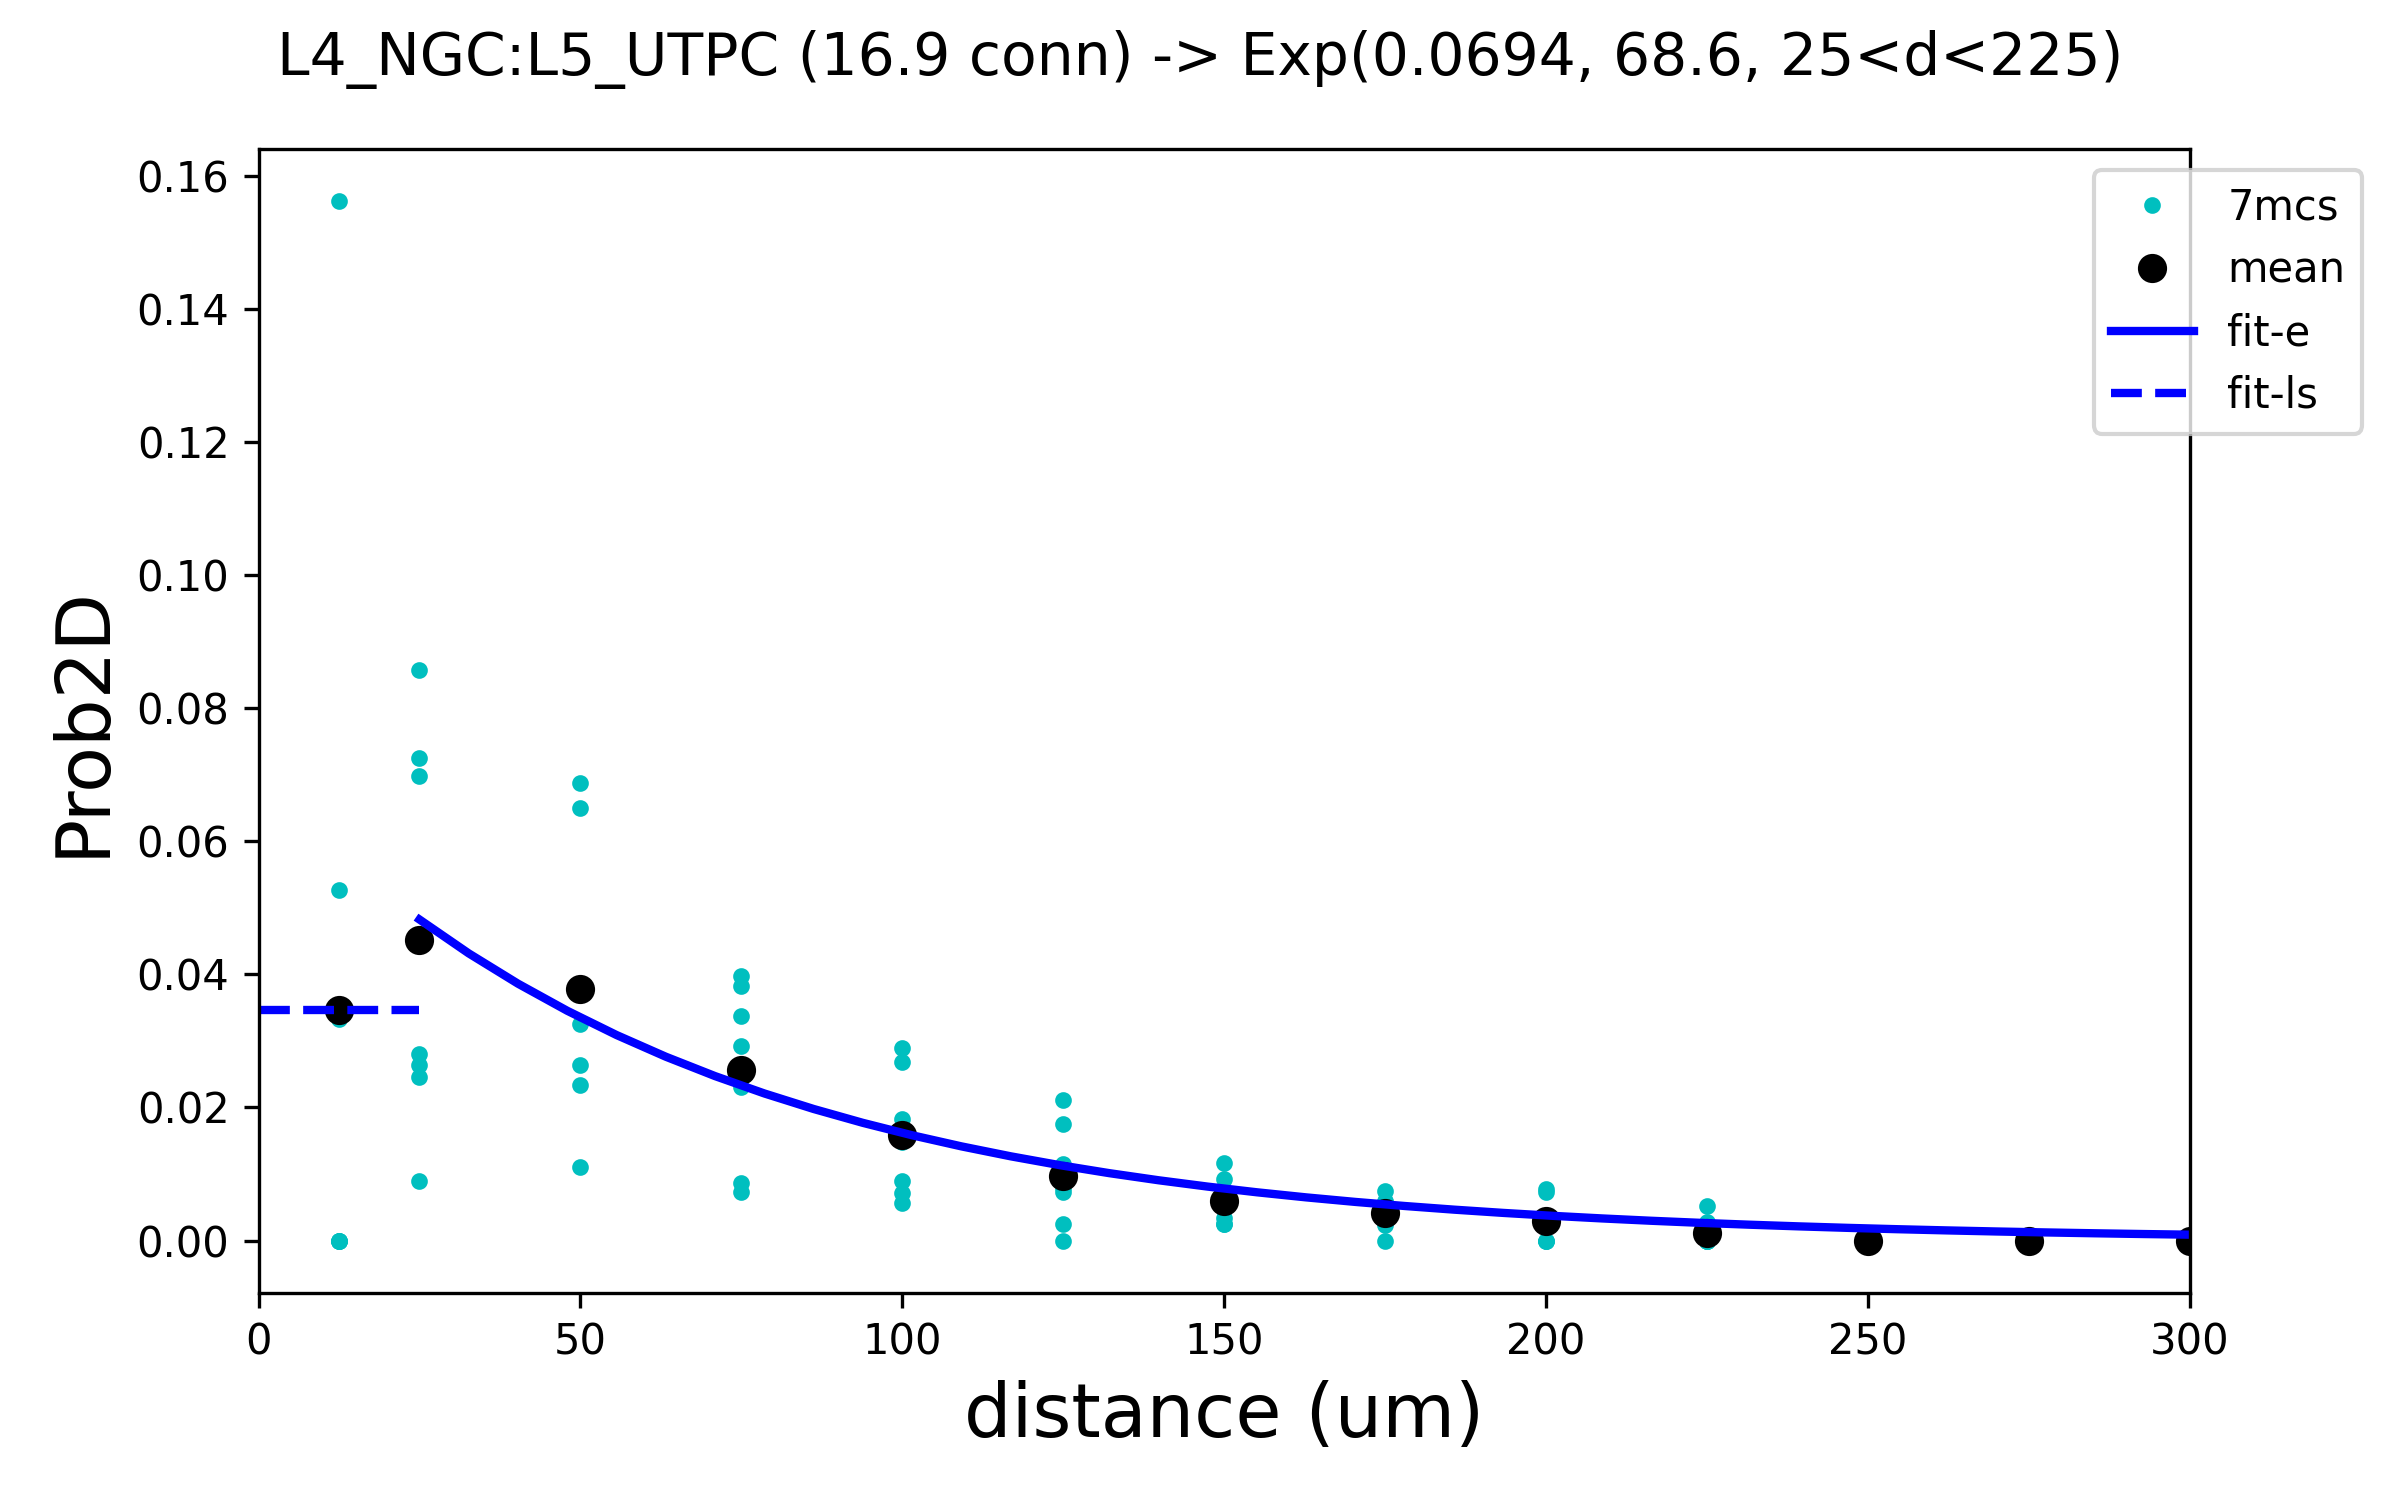 L4_NGC:L5_UTPC (16.9 conn) -> Exp(0.0694, 68.6, 25<d<225)
0.16
0.14
0.12
0.10
0.08
0.06
0.04
0.02
0.00
Prob2D
7mcs
mean
fit-e
fit-ls
0 50 100 150 200 250 300
distance (um)